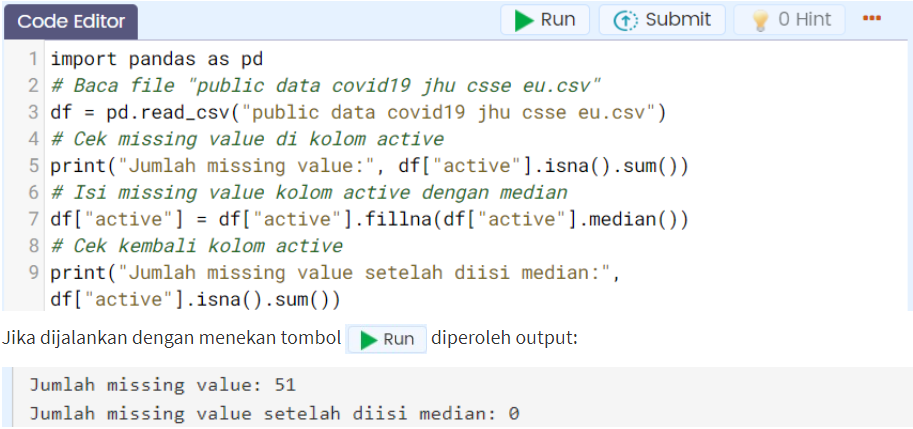 Code Editor Run Submit 0 Hint
1 import pandas as pd
2 # Baca file "public data covid19 jhu csse eu.csv"
3 df = pd.read_csv("public data covid19 jhu csse eu.csv")
4 # Cek missing value di kolom active
5 print("Jumlah missing value:", df["active"].isna().sum())
6 # Isi missing value kolom active dengan median
7 df["active"] = df["active"].fillna(df["active"].median())
8 # Cek kembali kolom active
9 print("Jumlah missing value setelah diisi median:",
df["active"].isna().sum())
Jika dijalankan dengan menekan tombol Run diperoleh output:
Jumlah missing value: 51
Jumlah missing value setelah diisi median: 0